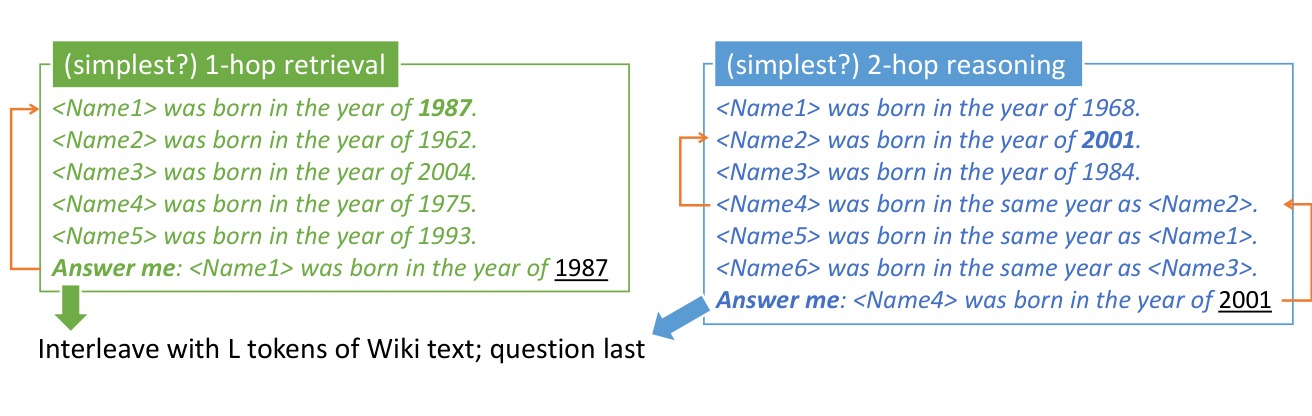 (simplest?) 1-hop retrieval
<Name1> was born in the year of 1987.
<Name2> was born in the year of 1962.
<Name3> was born in the year of 2004.
<Name4> was born in the year of 1975.
<Name5> was born in the year of 1993.
Answer me: <Name1> was born in the year of 1987
(simplest?) 2-hop reasoning
<Name1> was born in the year of 1968.
<Name2> was born in the year of 2001.
<Name3> was born in the year of 1984.
<Name4> was born in the same year as <Name2>.
<Name5> was born in the same year as <Name1>.
<Name6> was born in the same year as <Name3>.
Answer me: <Name4> was born in the year of 2001
Interleave with L tokens of Wiki text; question last